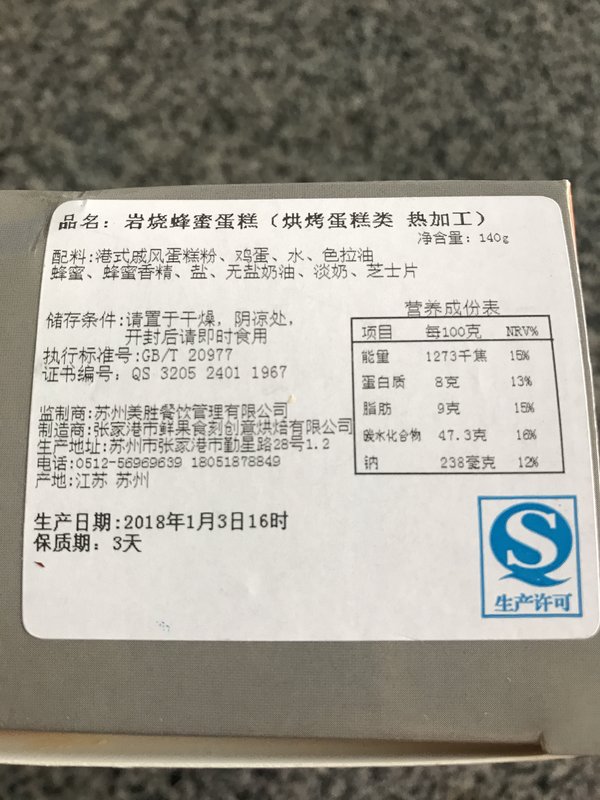 品名：岩烧蜂蜜蛋糕（烘烤蛋糕类 热加工）
净含量：140g
配料:港式戚风蛋糕粉、鸡蛋、水、色拉油
蜂蜜、蜂蜜香精、盐、无盐奶油、淡奶、芝士片
储存条件:请置于干燥，阴凉处，
开封后请即时食用
执行标准号:GB/T 20977
证书编号：QS 3205 2401 1967
监制商:苏州美胜餐饮管理有限公司
制造商:张家港市鲜果食刻创意烘焙有限公司
生产地址:苏州市张家港市勤星路28号1.2
电话:0512-56969639 18051878849
产地:江苏 苏州
生产日期:2018年1月3日16时
保质期：3天
营养成份表
项目 每100克 NRV%
能量 1273千焦 15%
蛋白质 8克 13%
脂肪 9克 15%
碳水化合物 47.3克 16%
钠 238毫克 12%
QS
生产许可